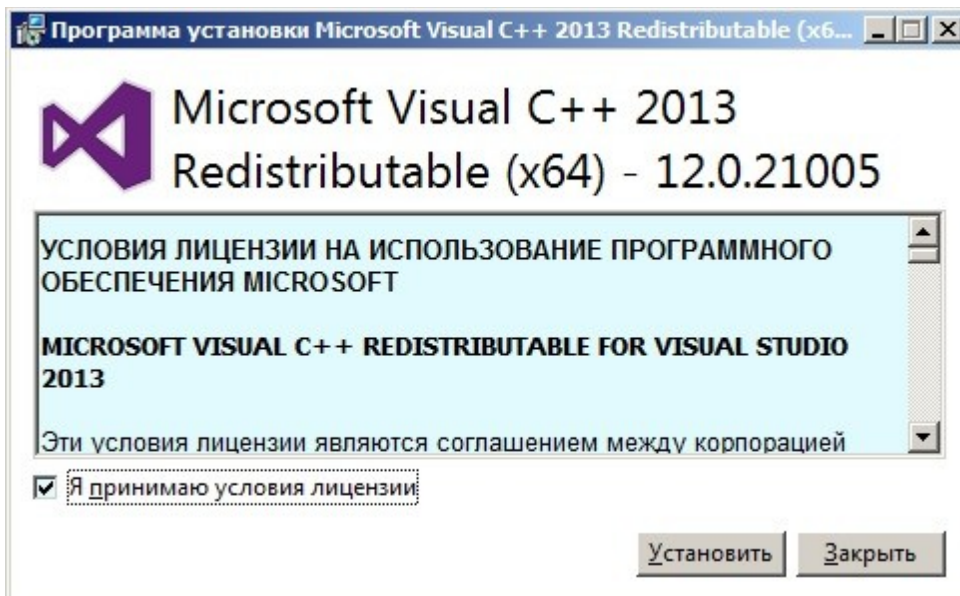 Программа установки Microsoft Visual C++ 2013 Redistributable (x6...
Microsoft Visual C++ 2013
Redistributable (x64) - 12.0.21005
УСЛОВИЯ ЛИЦЕНЗИИ НА ИСПОЛЬЗОВАНИЕ ПРОГРАММНОГО
ОБЕСПЕЧЕНИЯ MICROSOFT
MICROSOFT VISUAL C++ REDISTRIBUTABLE FOR VISUAL STUDIO
2013
Эти условия лицензии являются соглашением между корпорацией
Я принимаю условия лицензии
Установить Закрыть